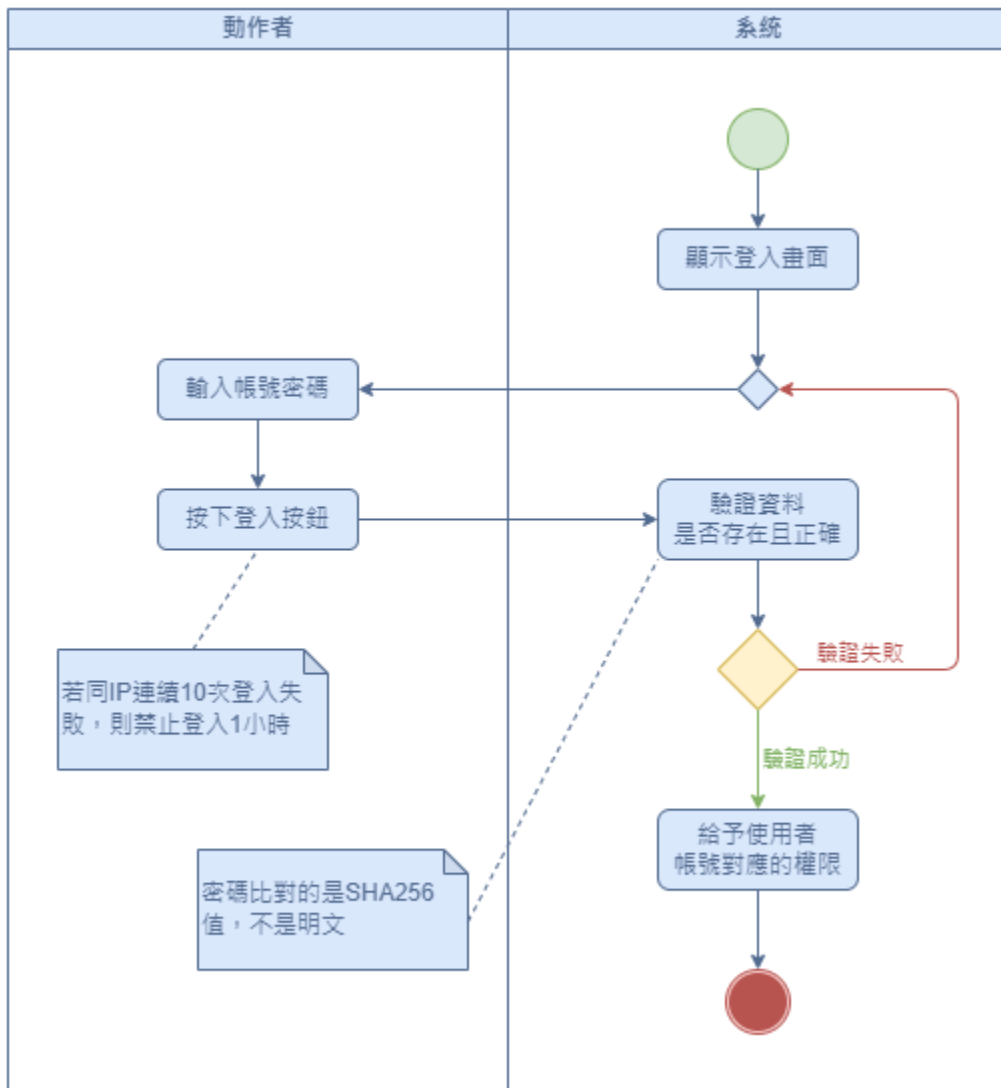 動作者
系統
顯示登入畫面
輸入帳號密碼
按下登入按鈕
驗證資料
是否存在且正確
驗證失敗
若同IP連續10次登入失
敗，則禁止登入1小時
驗證成功
給予使用者
帳號對應的權限
密碼比對的是SHA256
值，不是明文